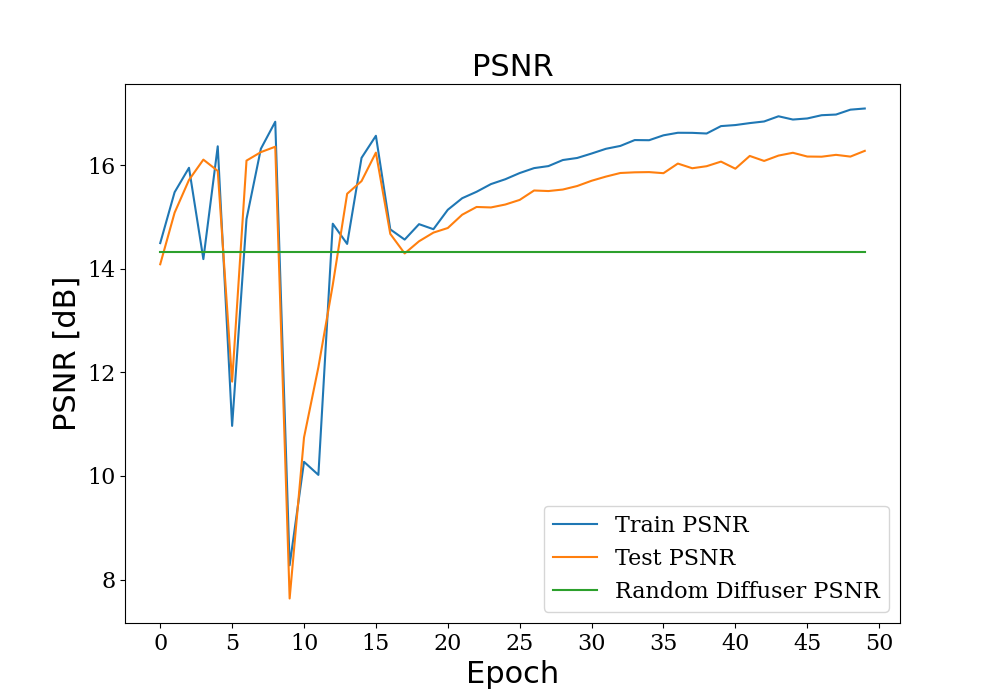 PSNR
PSNR [dB]
16
14
12
10
8
Train PSNR
Test PSNR
Random Diffuser PSNR
0 5 10 15 20 25 30 35 40 45 50
Epoch